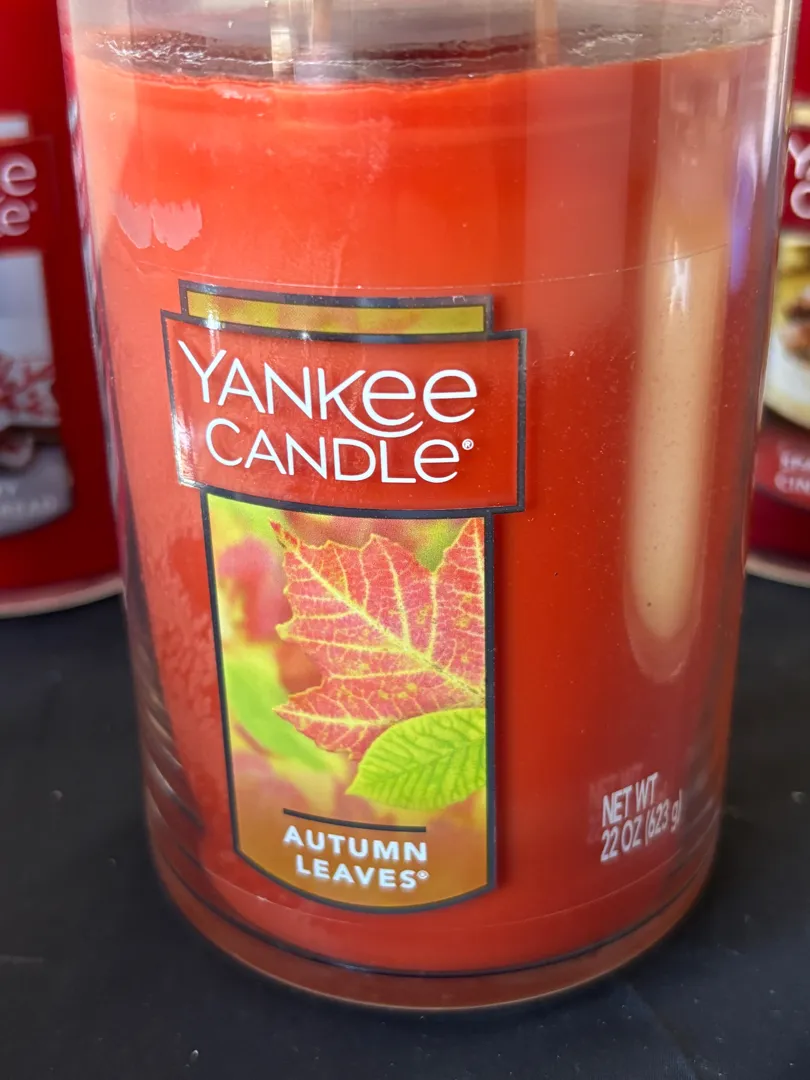 YANKEE
CANDLE®
AUTUMN
LEAVES®
NET WT
22 OZ (623 g)